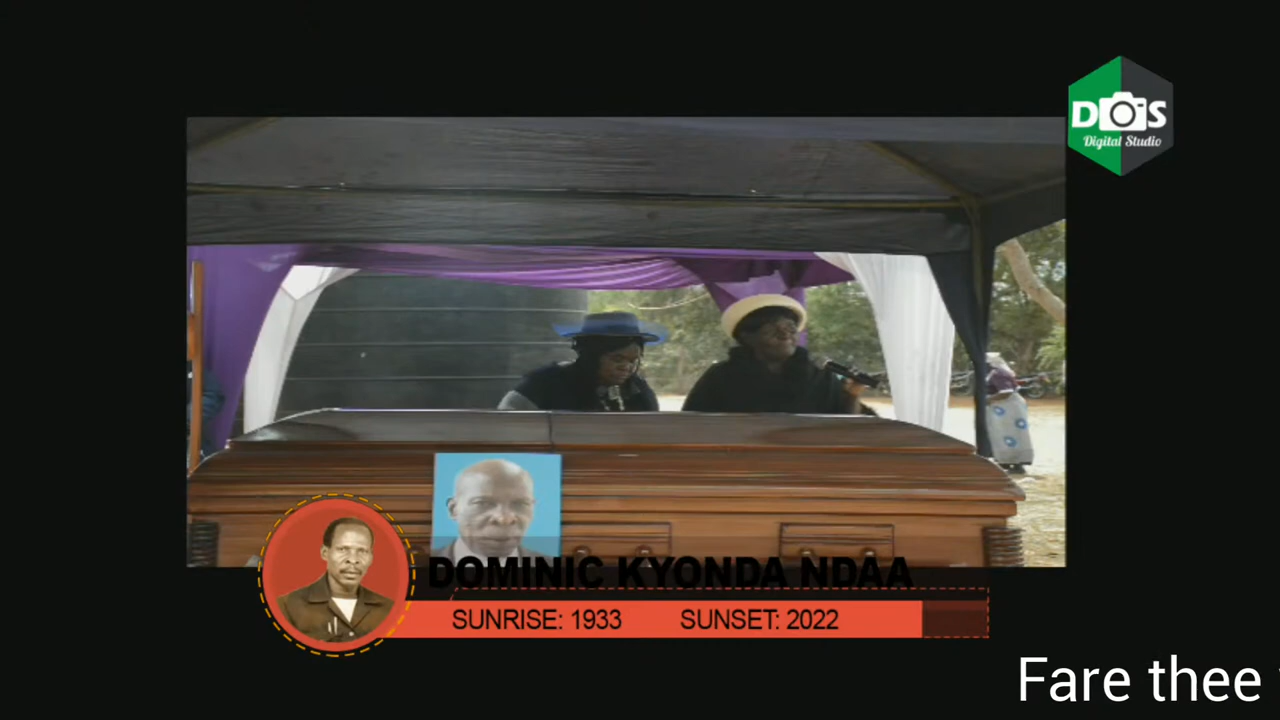 DOS
Digital Studio
DOMINIC KYONDA NDAA
SUNRISE: 1933 SUNSET: 2022
Fare thee